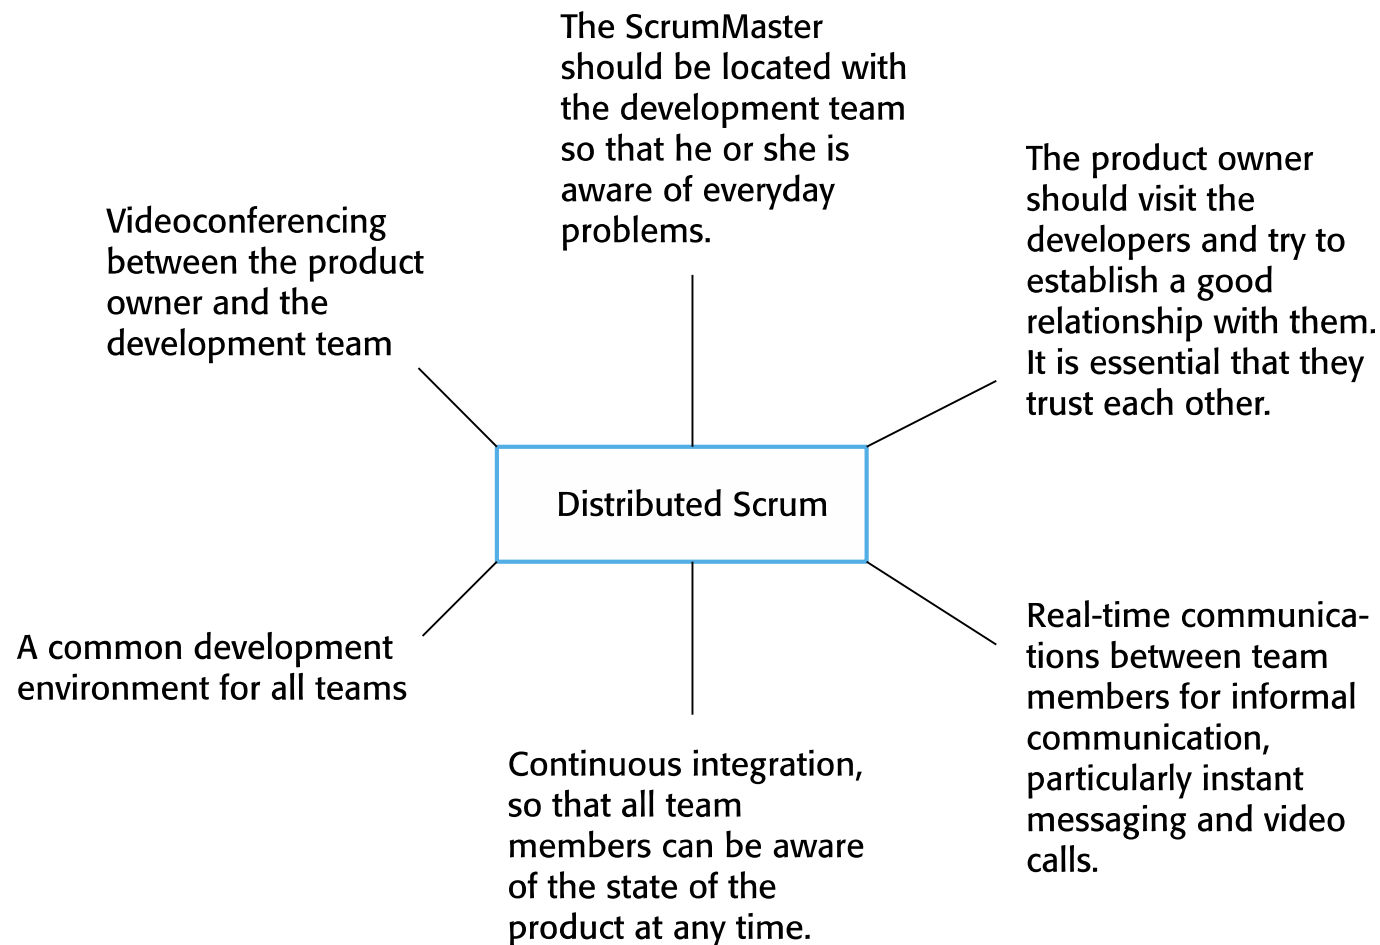 The ScrumMaster
should be located with
the development team
so that he or she is
aware of everyday
problems.
The product owner
should visit the
developers and try to
establish a good
relationship with them.
It is essential that they
trust each other.
Videoconferencing
between the product
owner and the
development team
Distributed Scrum
A common development
environment for all teams
Real-time communica-
tions between team
members for informal
communication,
particularly instant
messaging and video
calls.
Continuous integration,
so that all team
members can be aware
of the state of the
product at any time.